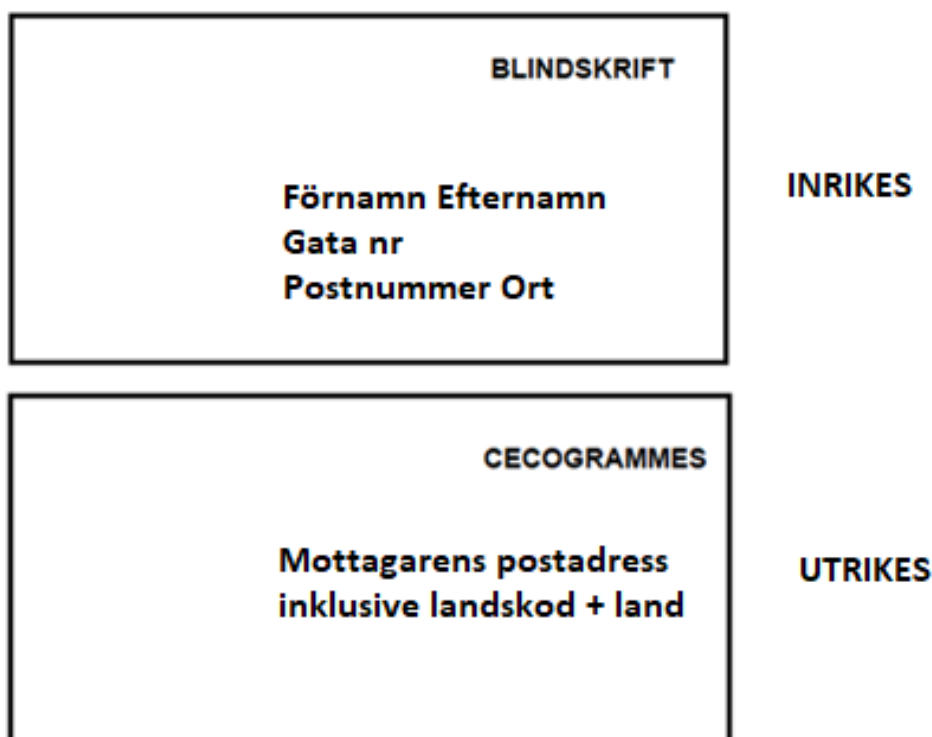 BLINDSKRIFT
Förnamn Efternamn
Gata nr
Postnummer Ort
INRIKES
CECOGRAMMES
Mottagarens postadress
inklusive landskod + land
UTRIKES